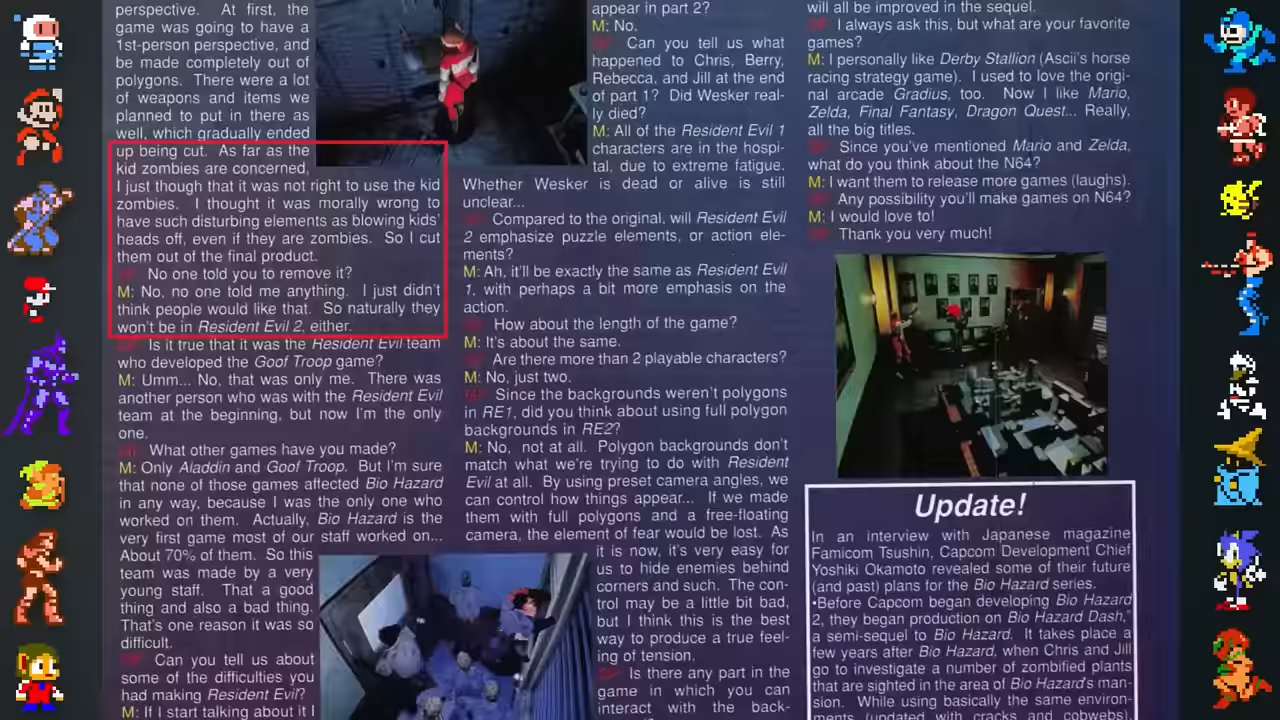 perspective. At first, the
game was going to have a
1st-person perspective, and
be made completely out of
polygons. There were a lot
of weapons and items we
planned to put in there as
well, which gradually ended
up being cut. As far as the
kid zombies are concerned,
I just though that it was not right to use the kid
zombies. I thought it was morally wrong to
have such disturbing elements as blowing kids'
heads off, even if they are zombies. So I cut
them out of the final product.
No one told you to remove it?
M: No, no one told me anything. I just didn't
think people would like that. So naturally they
won't be in Resident Evil 2, either.
Is it true that it was the Resident Evil team
who developed the Goof Troop game?
M: Umm... No, that was only me. There was
another person who was with the Resident Evil
team at the beginning, but now I'm the only
one.
What other games have you made?
M: Only Aladdin and Goof Troop. But I'm sure
that none of those games affected Bio Hazard
in any way, because I was the only one who
worked on them. Actually, Bio Hazard is the
very first game most of our staff worked on...
About 70% of them. So this
team was made by a very
young staff. That a good
thing and also a bad thing.
That's one reason it was so
difficult.
Can you tell us about
some of the difficulties you
had making Resident Evil?
M: If I start talking about it I
appear in part 2?
M: No.
Can you tell us what
happened to Chris, Berry,
Rebecca, and Jill at the end
of part 1? Did Wesker real-
ly died?
M: All of the Resident Evil 1
characters are in the hospi-
tal, due to extreme fatigue.
Whether Wesker is dead or alive is still
unclear...
Compared to the original, will Resident Evil
2 emphasize puzzle elements, or action ele-
ments?
M: Ah, it'll be exactly the same as Resident Evil
1, with perhaps a bit more emphasis on the
action.
How about the length of the game?
M: It's about the same.
Are there more than 2 playable characters?
M: No, just two.
Since the backgrounds weren't polygons
in RE1, did you think about using full polygon
backgrounds in RE2?
M: No, not at all. Polygon backgrounds don't
match what we're trying to do with Resident
Evil at all. By using preset camera angles, we
can control how things appear... If we made
them with full polygons and a free-floating
camera, the element of fear would be lost. As
it is now, it's very easy for
us to hide enemies behind
corners and such. The con-
trol may be a little bit bad,
but I think this is the best
way to produce a true feel-
ing of tension.
Is there any part in the
game in which you can
interact with the back-
will all be improved in the sequel.
I always ask this, but what are your favorite
games?
M: I personally like Derby Stallion (Ascii's horse
racing strategy game). I used to love the origi-
nal arcade Gradius, too. Now I like Mario,
Zelda, Final Fantasy, Dragon Quest... Really,
all the big titles.
Since you've mentioned Mario and Zelda,
what do you think about the N64?
M: I want them to release more games (laughs).
Any possibility you'll make games on N64?
M: I would love to!
Thank you very much!
Update!
In an interview with Japanese magazine
Famicom Tsushin, Capcom Development Chief
Yoshiki Okamoto revealed some of their future
(and past) plans for the Bio Hazard series.
•Before Capcom began developing Bio Hazard
2, they began production on Bio Hazard Dash,"
a semi-sequel to Bio Hazard. It takes place a
few years after Bio Hazard, when Chris and Jill
go to investigate a number of zombified plants
that are sighted in the area of Bio Hazard's man-
sion. While using basically the same environ-
ments (updated with cracks and cobwebs),